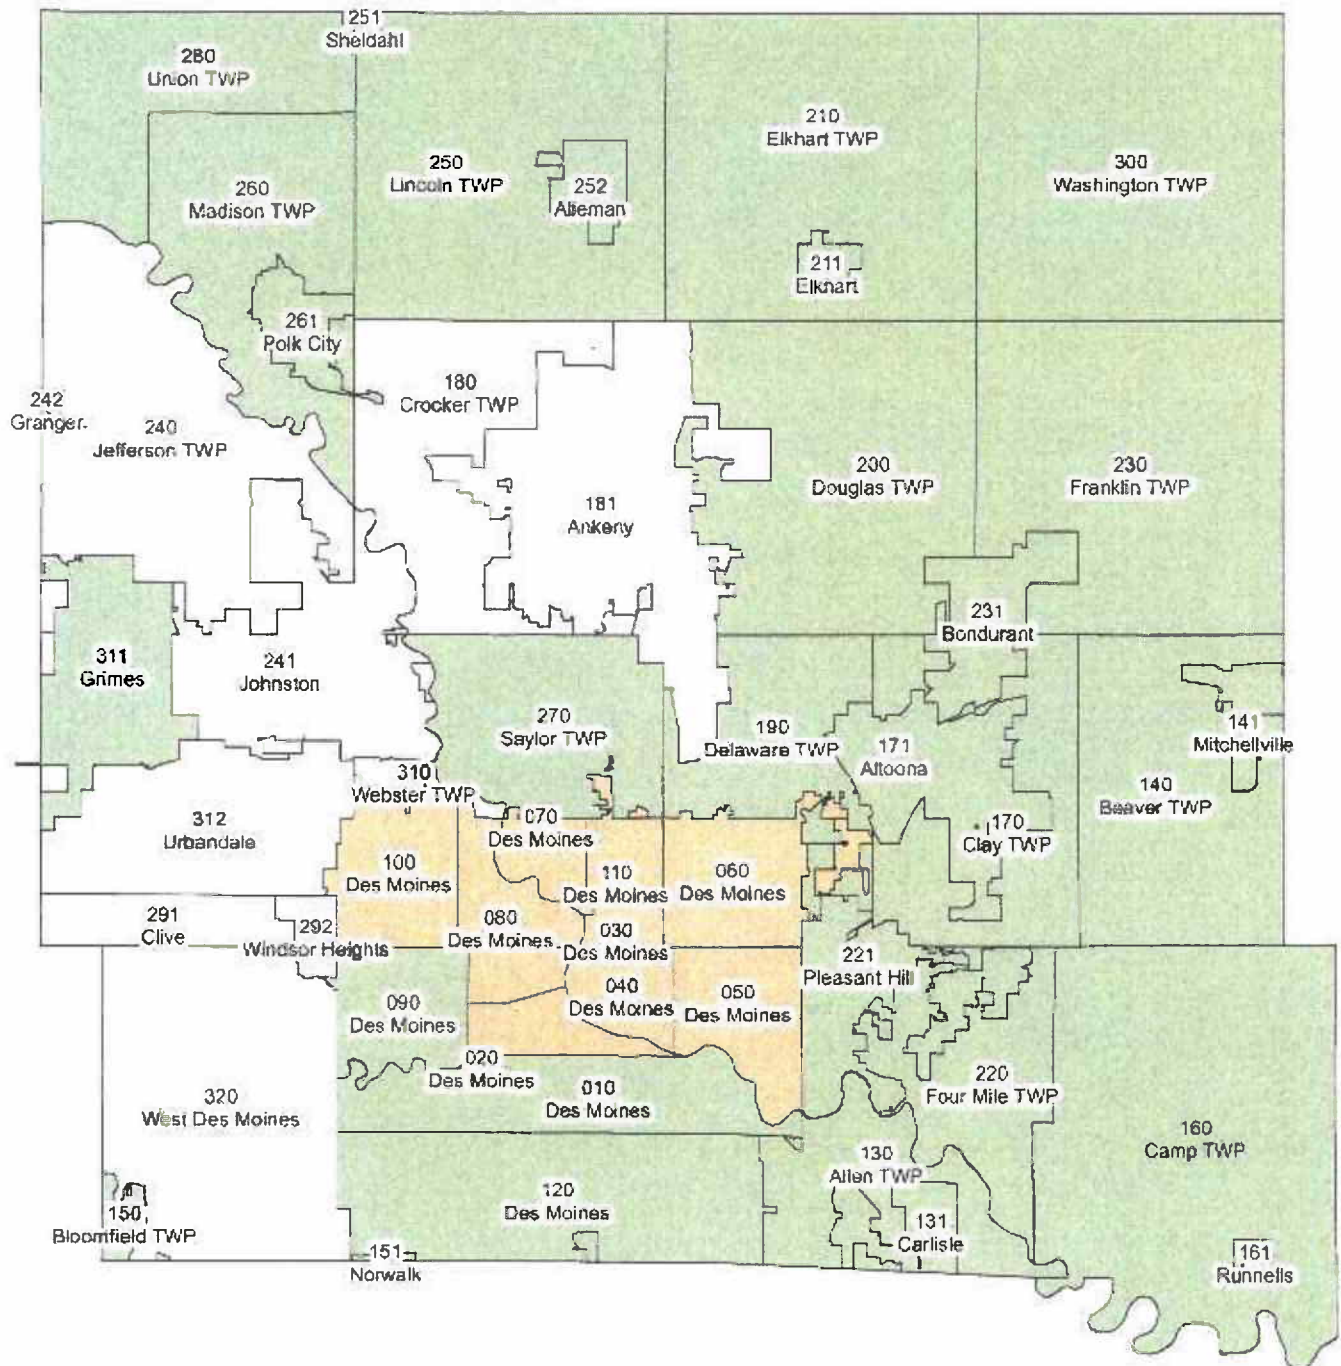 251
Sheldahl
280
Union TWP
210
Elkhart TWP
250
Lincoln TWP
300
Washington TWP
252
Alleman
260
Madison TWP
211
Elkhart
261
Polk City
180
Crocker TWP
242
Granger
240
Jefferson TWP
200
Douglas TWP
230
Franklin TWP
181
Ankeny
231
Bondurant
311
Grimes
241
Johnston
270
Saylor TWP
190
Delaware TWP
171
Altoona
141
Mitchellville
310
Webster TWP
140
Beaver TWP
312
Urbandale
070
Des Moines
170
Clay TWP
100
Des Moines
110
Des Moines
060
Des Moines
291
Clive
292
Windsor Heights
080
Des Moines
030
Des Moines
221
Pleasant Hill
090
Des Moines
040
Des Moines
050
Des Moines
020
Des Moines
010
Des Moines
220
Four Mile TWP
320
West Des Moines
160
Camp TWP
130
Allen TWP
120
Des Moines
150
Bloomfield TWP
131
Carlisle
151
Norwalk
161
Runnells